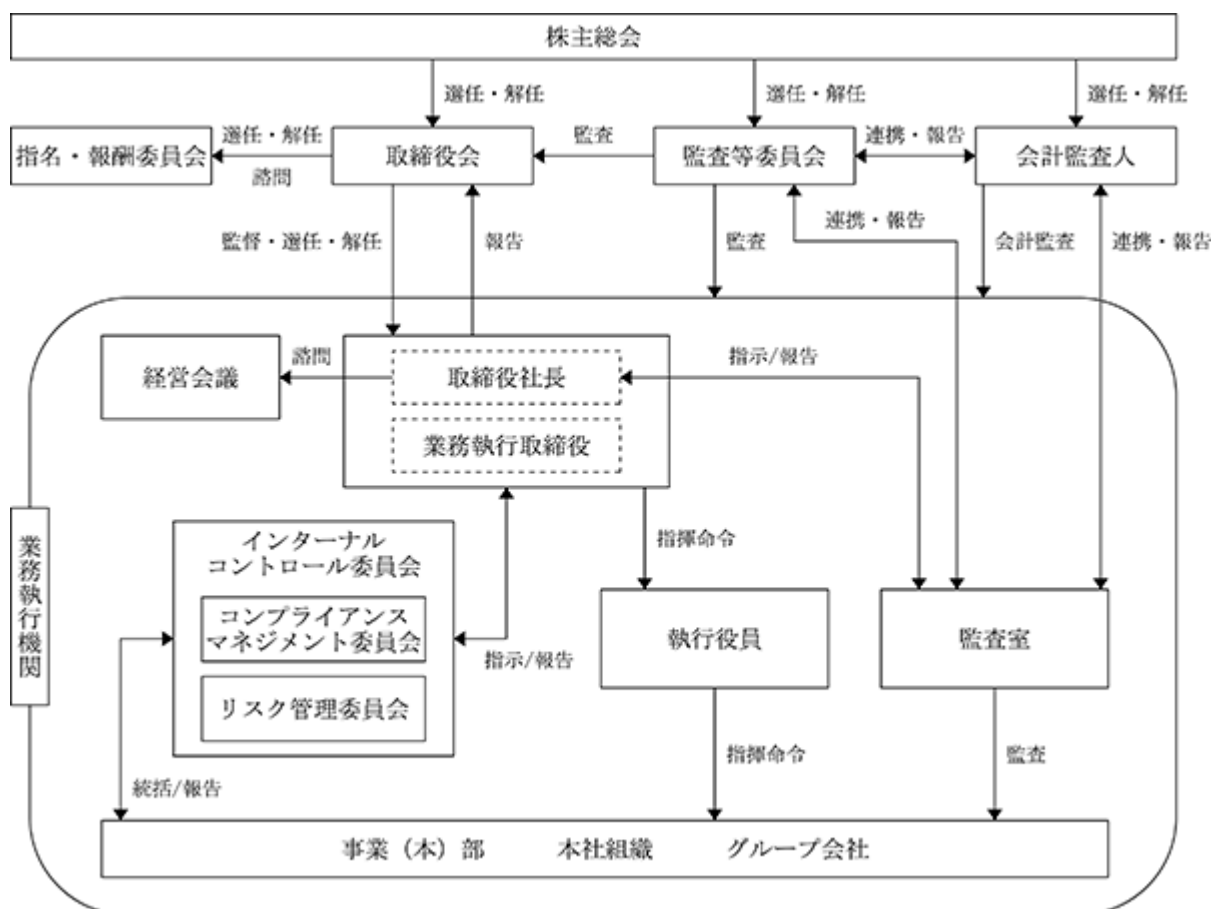 株主総会
選任・解任
選任・解任
選任・解任
指名・報酬委員会
選任・解任
諮問
取締役会
監査
監査等委員会
連携・報告
会計監査人
監督・選任・解任
報告
監査
連携・報告
会計監査
連携・報告
経営会議
諮問
取締役社長
業務執行取締役
指示/報告
業務執行機関
インターナル
コントロール委員会
コンプライアンス
マネジメント委員会
リスク管理委員会
指示/報告
指揮命令
執行役員
監査室
統括/報告
指揮命令
監査
事業（本）部 本社組織 グループ会社